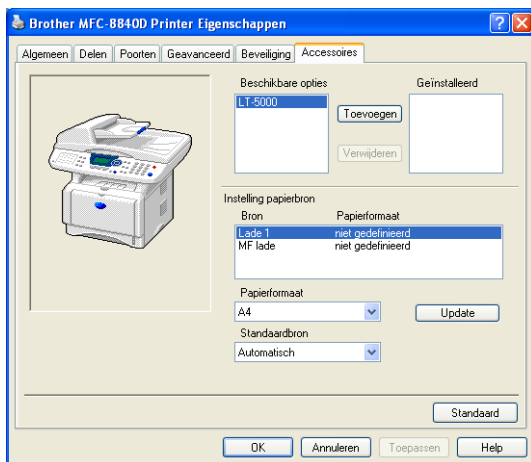 Brother MFC-8840D Printer Eigenschappen
Algemeen Delen Poorten Geavanceerd Beveiliging Accessoires
Beschikbare opties Geïnstalleerd
LT-5000
Toevoegen
Verwijderen
Instelling papierbron
Bron Papierformaat
Lade 1 niet gedefinieerd
MF lade niet gedefinieerd
Papierformaat
A4 Update
Standaardbron
Automatisch
Standaard
OK Annuleren Toepassen Help